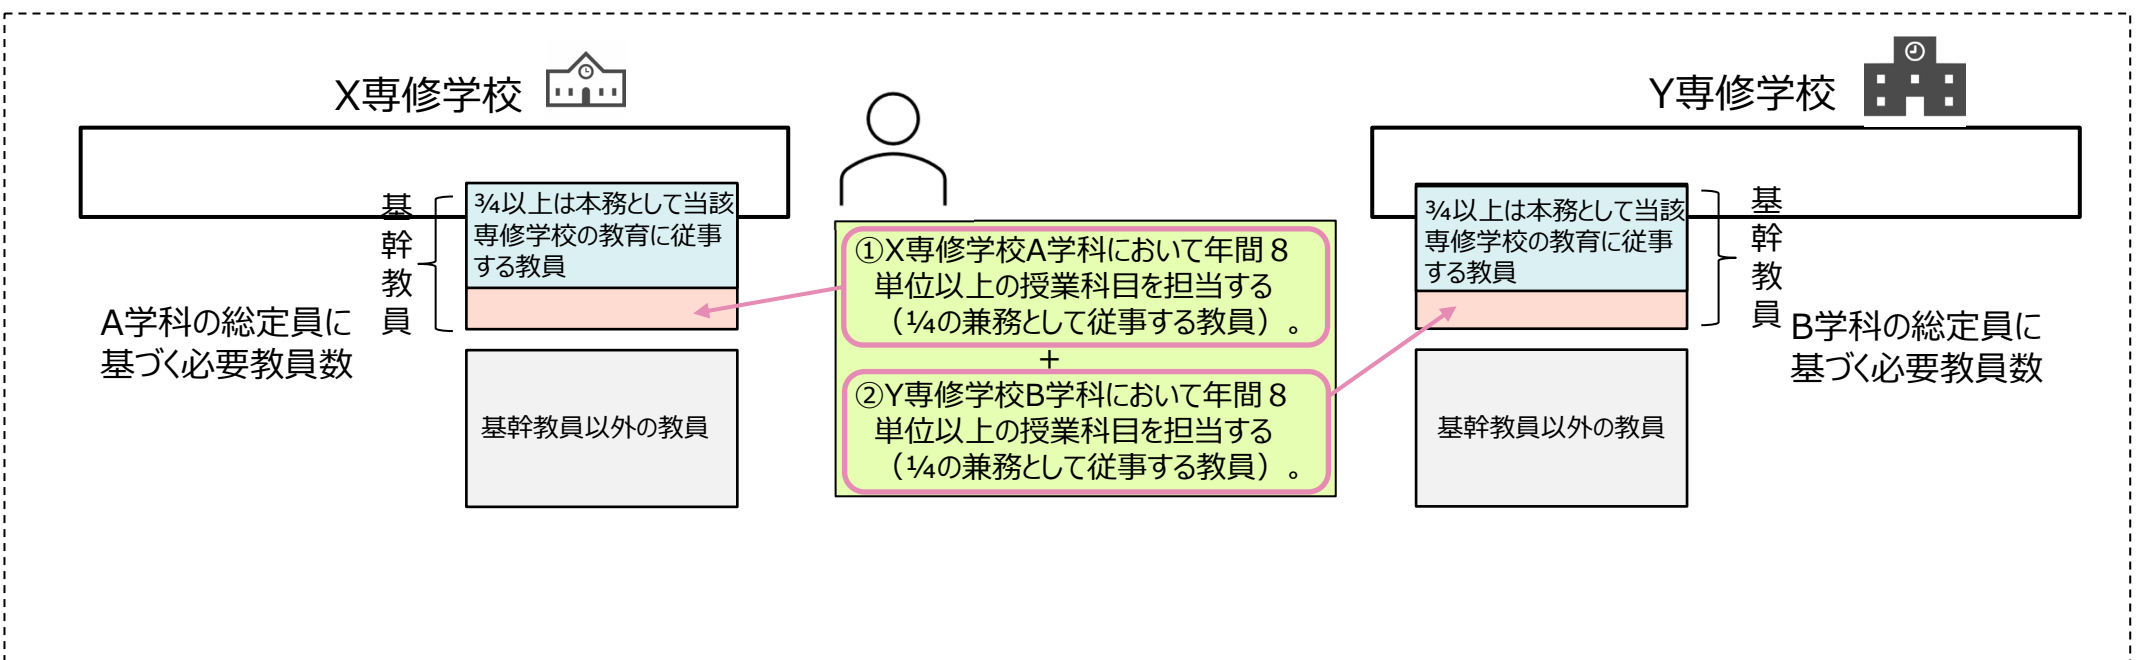 X専修学校
基幹教員
¾以上は本務として当該
専修学校の教育に従事
する教員
A学科の総定員に
基づく必要教員数
基幹教員以外の教員
①X専修学校A学科において年間８
単位以上の授業科目を担当する
（¼の兼務として従事する教員）。
+
②Y専修学校B学科において年間８
単位以上の授業科目を担当する
（¼の兼務として従事する教員）。
Y専修学校
¾以上は本務として当該
専修学校の教育に従事
する教員
基幹教員
B学科の総定員に
基づく必要教員数
基幹教員以外の教員